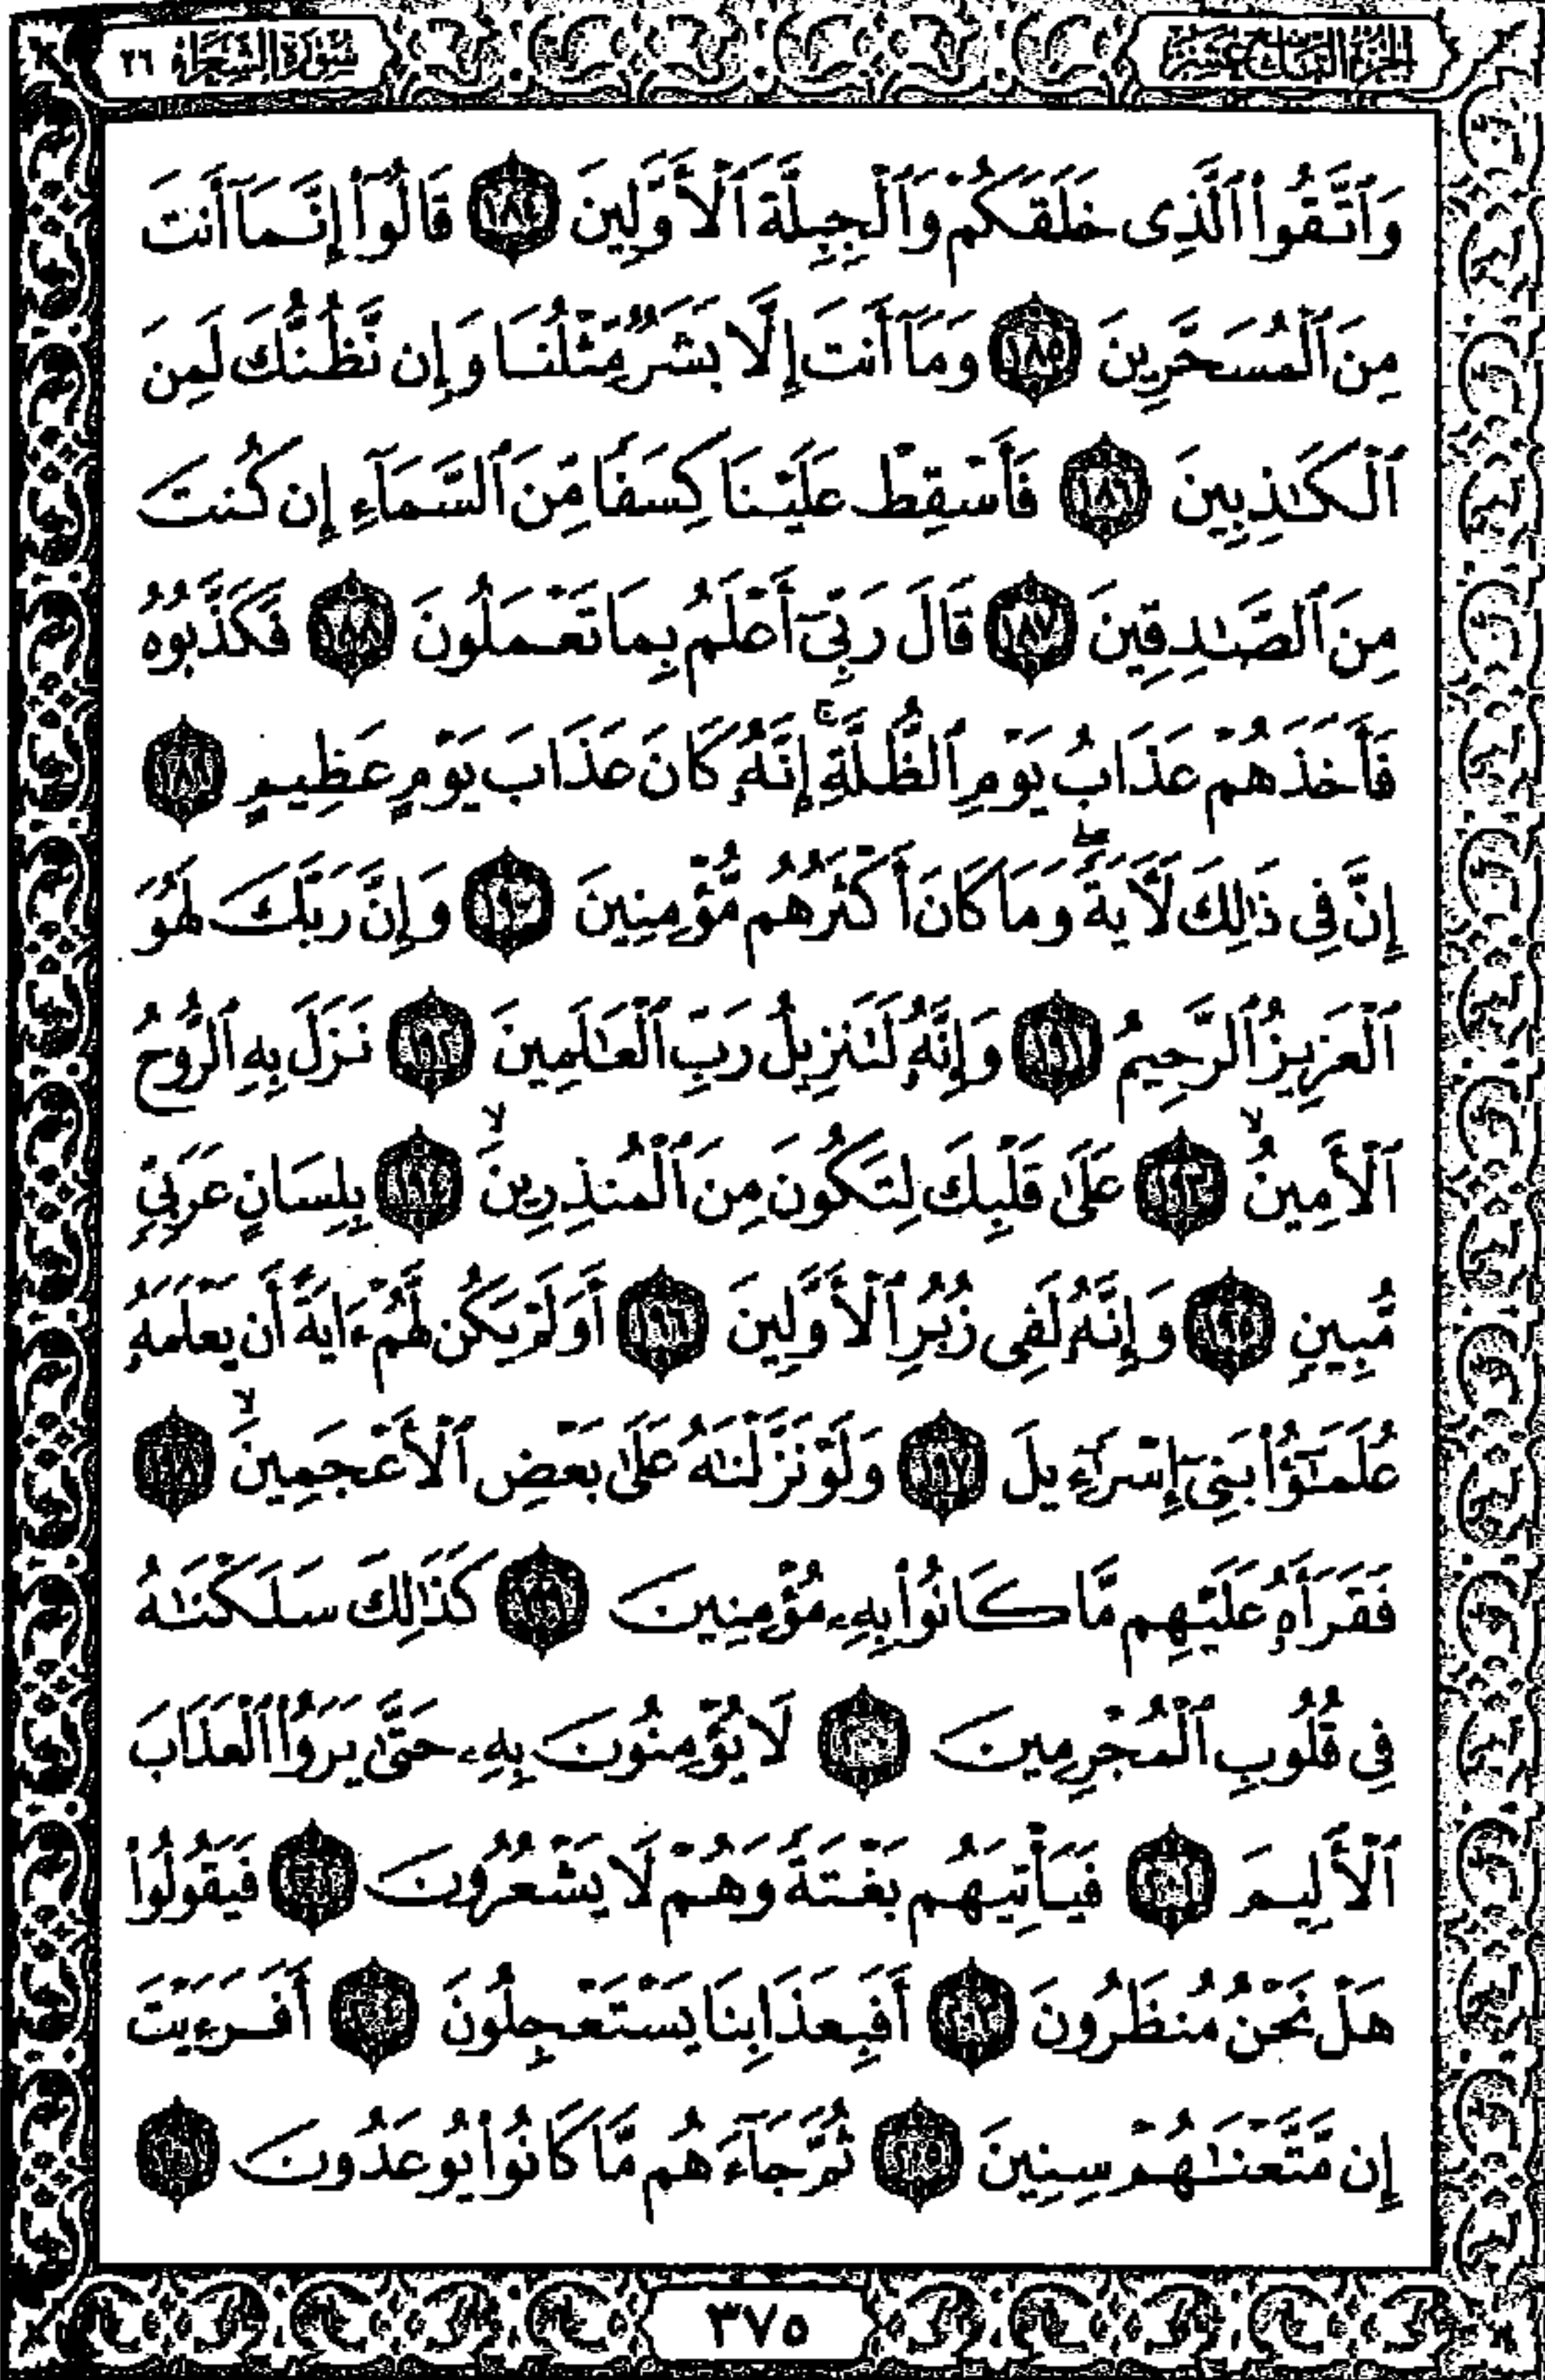 الجزء التاسع عشر
سورة الشعراء ٢٦
وَٱتَّقُوا۟ ٱلَّذِى خَلَقَكُمْ وَٱلْجِبِلَّةَ ٱلْأَوَّلِينَ ١٨٤ قَالُوٓا۟ إِنَّمَآ أَنتَ
مِنَ ٱلْمُسَحَّرِينَ ١٨٥ وَمَآ أَنتَ إِلَّا بَشَرٌ مِّثْلُنَا وَإِن نَّظُنُّكَ لَمِنَ
ٱلْكَـٰذِبِينَ ١٨٦ فَأَسْقِطْ عَلَيْنَا كِسَفًا مِّنَ ٱلسَّمَآءِ إِن كُنتَ
مِنَ ٱلصَّـٰدِقِينَ ١٨٧ قَالَ رَبِّىٓ أَعْلَمُ بِمَا تَعْمَلُونَ ١٨٨ فَكَذَّبُوهُ
فَأَخَذَهُمْ عَذَابُ يَوْمِ ٱلظُّلَّةِ ۚ إِنَّهُۥ كَانَ عَذَابَ يَوْمٍ عَظِيمٍ ١٨٩
إِنَّ فِى ذَٰلِكَ لَـَٔايَةً ۖ وَمَا كَانَ أَكْثَرُهُم مُّؤْمِنِينَ ١٩٠ وَإِنَّ رَبَّكَ لَهُوَ
ٱلْعَزِيزُ ٱلرَّحِيمُ ١٩١ وَإِنَّهُۥ لَتَنزِيلُ رَبِّ ٱلْعَـٰلَمِينَ ١٩٢ نَزَلَ بِهِ ٱلرُّوحُ
ٱلْأَمِينُ ۙ ١٩٣ عَلَىٰ قَلْبِكَ لِتَكُونَ مِنَ ٱلْمُنذِرِينَ ۙ ١٩٤ بِلِسَانٍ عَرَبِىٍّ
مُّبِينٍ ١٩٥ وَإِنَّهُۥ لَفِى زُبُرِ ٱلْأَوَّلِينَ ١٩٦ أَوَلَمْ يَكُن لَّهُمْ ءَايَةً أَن يَعْلَمَهُۥ
عُلَمَـٰٓؤُا۟ بَنِىٓ إِسْرَٰٓءِيلَ ١٩٧ وَلَوْ نَزَّلْنَـٰهُ عَلَىٰ بَعْضِ ٱلْأَعْجَمِينَ ۙ ١٩٨
فَقَرَأَهُۥ عَلَيْهِم مَّا كَانُوا۟ بِهِۦ مُؤْمِنِينَ ١٩٩ كَذَٰلِكَ سَلَكْنَـٰهُ
فِى قُلُوبِ ٱلْمُجْرِمِينَ ٢٠٠ لَا يُؤْمِنُونَ بِهِۦ حَتَّىٰ يَرَوُا۟ ٱلْعَذَابَ
ٱلْأَلِيمَ ٢٠١ فَيَأْتِيَهُم بَغْتَةً وَهُمْ لَا يَشْعُرُونَ ٢٠٢ فَيَقُولُوا۟
هَلْ نَحْنُ مُنظَرُونَ ٢٠٣ أَفَبِعَذَابِنَا يَسْتَعْجِلُونَ ٢٠٤ أَفَرَءَيْتَ
إِن مَّتَّعْنَـٰهُمْ سِنِينَ ٢٠٥ ثُمَّ جَآءَهُم مَّا كَانُوا۟ يُوعَدُونَ ٢٠٦
٣٧٥